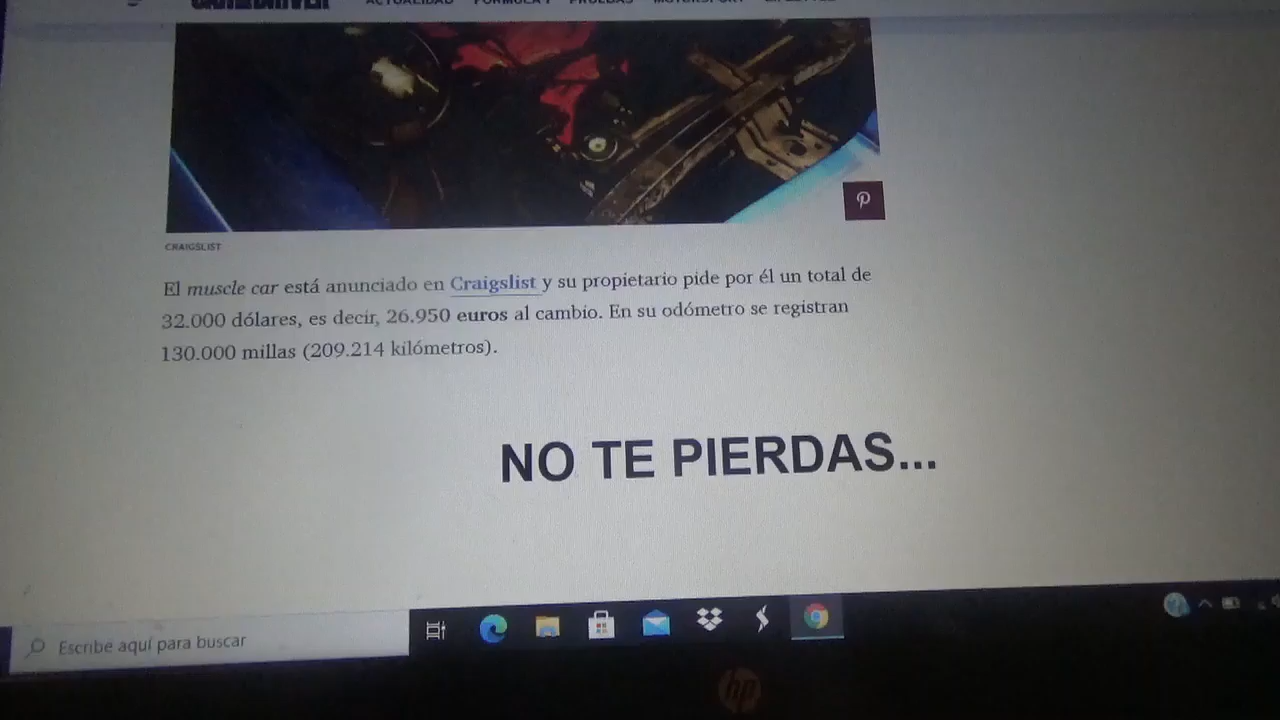 CRAIGSLIST
El muscle car está anunciado en Craigslist y su propietario pide por él un total de
32.000 dólares, es decir, 26.950 euros al cambio. En su odómetro se registran
130.000 millas (209.214 kilómetros).
NO TE PIERDAS...
Escribe aquí para buscar
hp